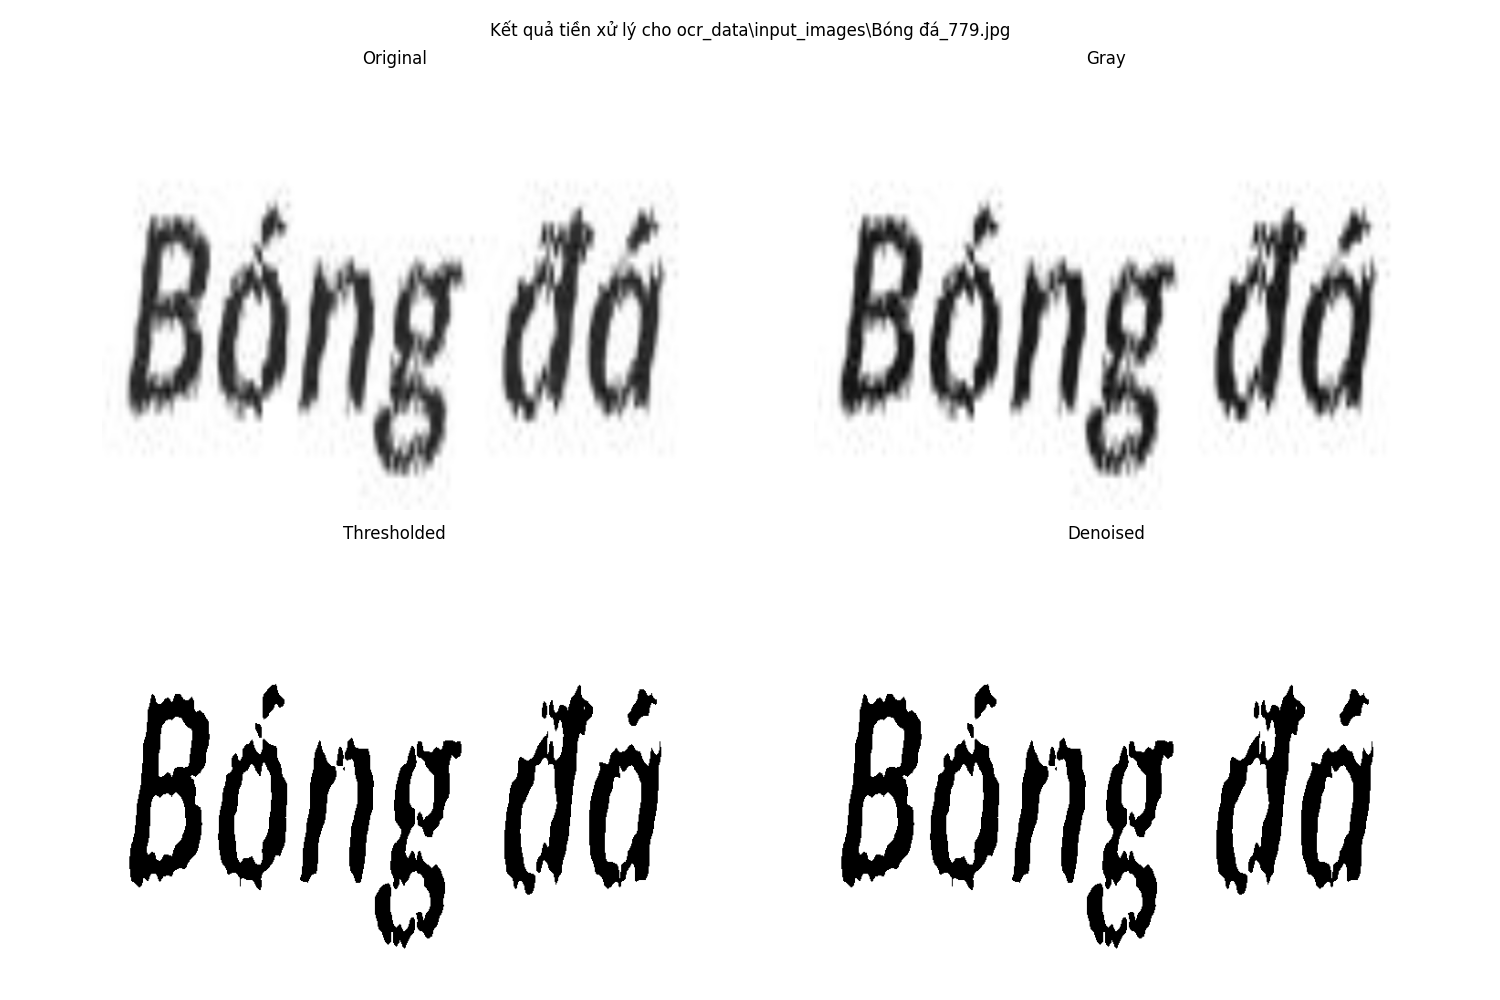 Kết quả tiền xử lý cho ocr_data\input_images\Bóng đá_779.jpg
Original
Gray
Bóng đá
Bóng đá
Thresholded
Denoised
Bóng đá
Bóng đá